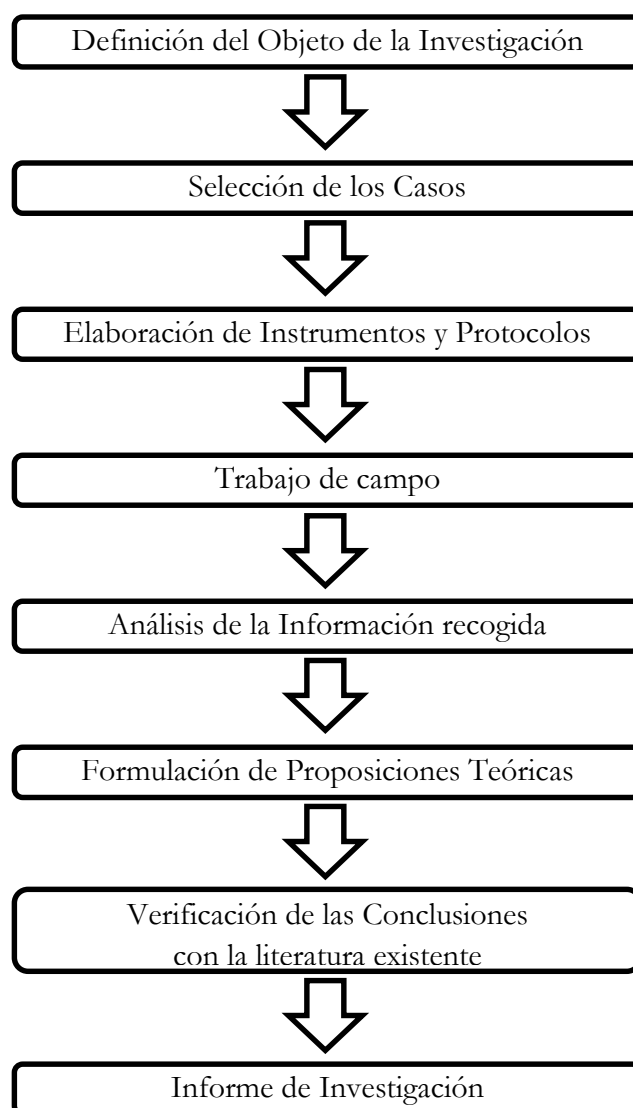 Definición del Objeto de la Investigación
Selección de los Casos
Elaboración de Instrumentos y Protocolos
Trabajo de campo
Análisis de la Información recogida
Formulación de Proposiciones Teóricas
Verificación de las Conclusiones
con la literatura existente
Informe de Investigación